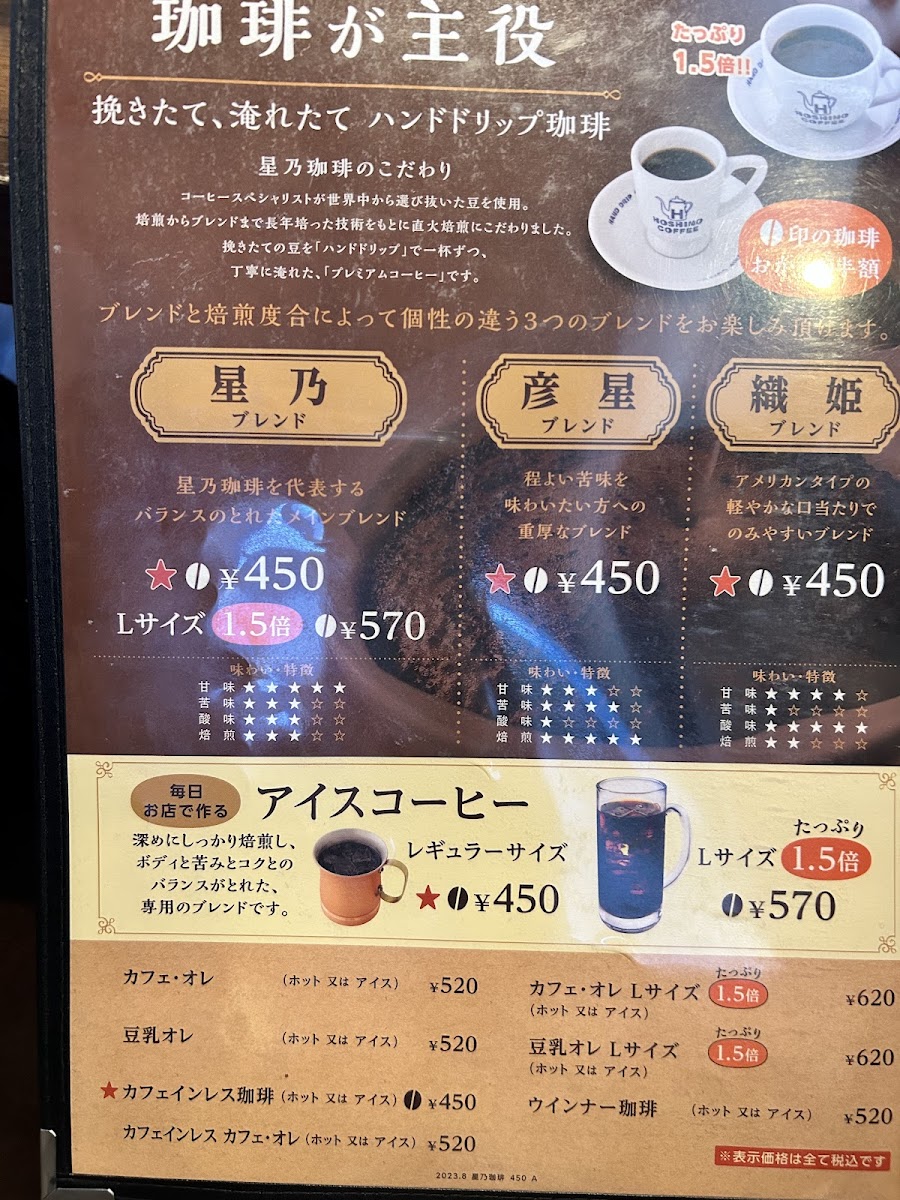 珈琲が主役
たっぷり
1.5倍!!
挽きたて、淹れたて ハンドドリップ珈琲
HOSHINO
COFFEE
HOSHINO
COFFEE
星乃珈琲のこだわり
コーヒースペシャリストが世界中から選び抜いた豆を使用。
焙煎からブレンドまで長年培った技術をもとに直火焙煎にこだわりました。
挽きたての豆を「ハンドドリップ」で一杯ずつ、
丁寧に淹れた、「プレミアムコーヒー」です。
印の珈琲
半額
ブレンドと焙煎度合によって個性の違う3つのブレンドをお楽しみ頂けます。
星乃
ブレンド
星乃珈琲を代表する
バランスのとれたメインブレンド
★ ¥450
Lサイズ 1.5倍 ¥570
味わい・特徴
甘味★★★★★
苦味★★★☆☆
酸味★★★☆☆
焙煎★★★☆☆
彦星
ブレンド
程よい苦味を
味わいたい方への
重厚なブレンド
★ ¥450
味わい・特徴
甘味★★★☆☆
苦味★★★★☆
酸味★☆☆☆☆
焙煎★★★★★
織姫
ブレンド
アメリカンタイプの
軽やかな口当たりで
のみやすいブレンド
★ ¥450
味わい・特徴
甘味★★★★☆
苦味★☆☆☆☆
酸味★★★★★
焙煎★★☆☆☆
毎日
お店で作る
アイスコーヒー
深めにしっかり焙煎し、
ボディと苦みとコクとの
バランスがとれた、
専用のブレンドです。
レギュラーサイズ
★ ¥450
たっぷり
Lサイズ 1.5倍
¥570
カフェ・オレ (ホット 又は アイス) ¥520
豆乳オレ (ホット 又は アイス) ¥520
★カフェインレス珈琲 (ホット 又は アイス) ¥450
カフェインレス カフェ・オレ (ホット 又は アイス) ¥520
たっぷり
カフェ・オレ Lサイズ 1.5倍 ¥620
(ホット 又は アイス)
たっぷり
豆乳オレ Lサイズ 1.5倍 ¥620
(ホット 又は アイス)
ウインナー珈琲 (ホット 又は アイス) ¥520
※表示価格は全て税込です
2023.8 星乃珈琲 450 A